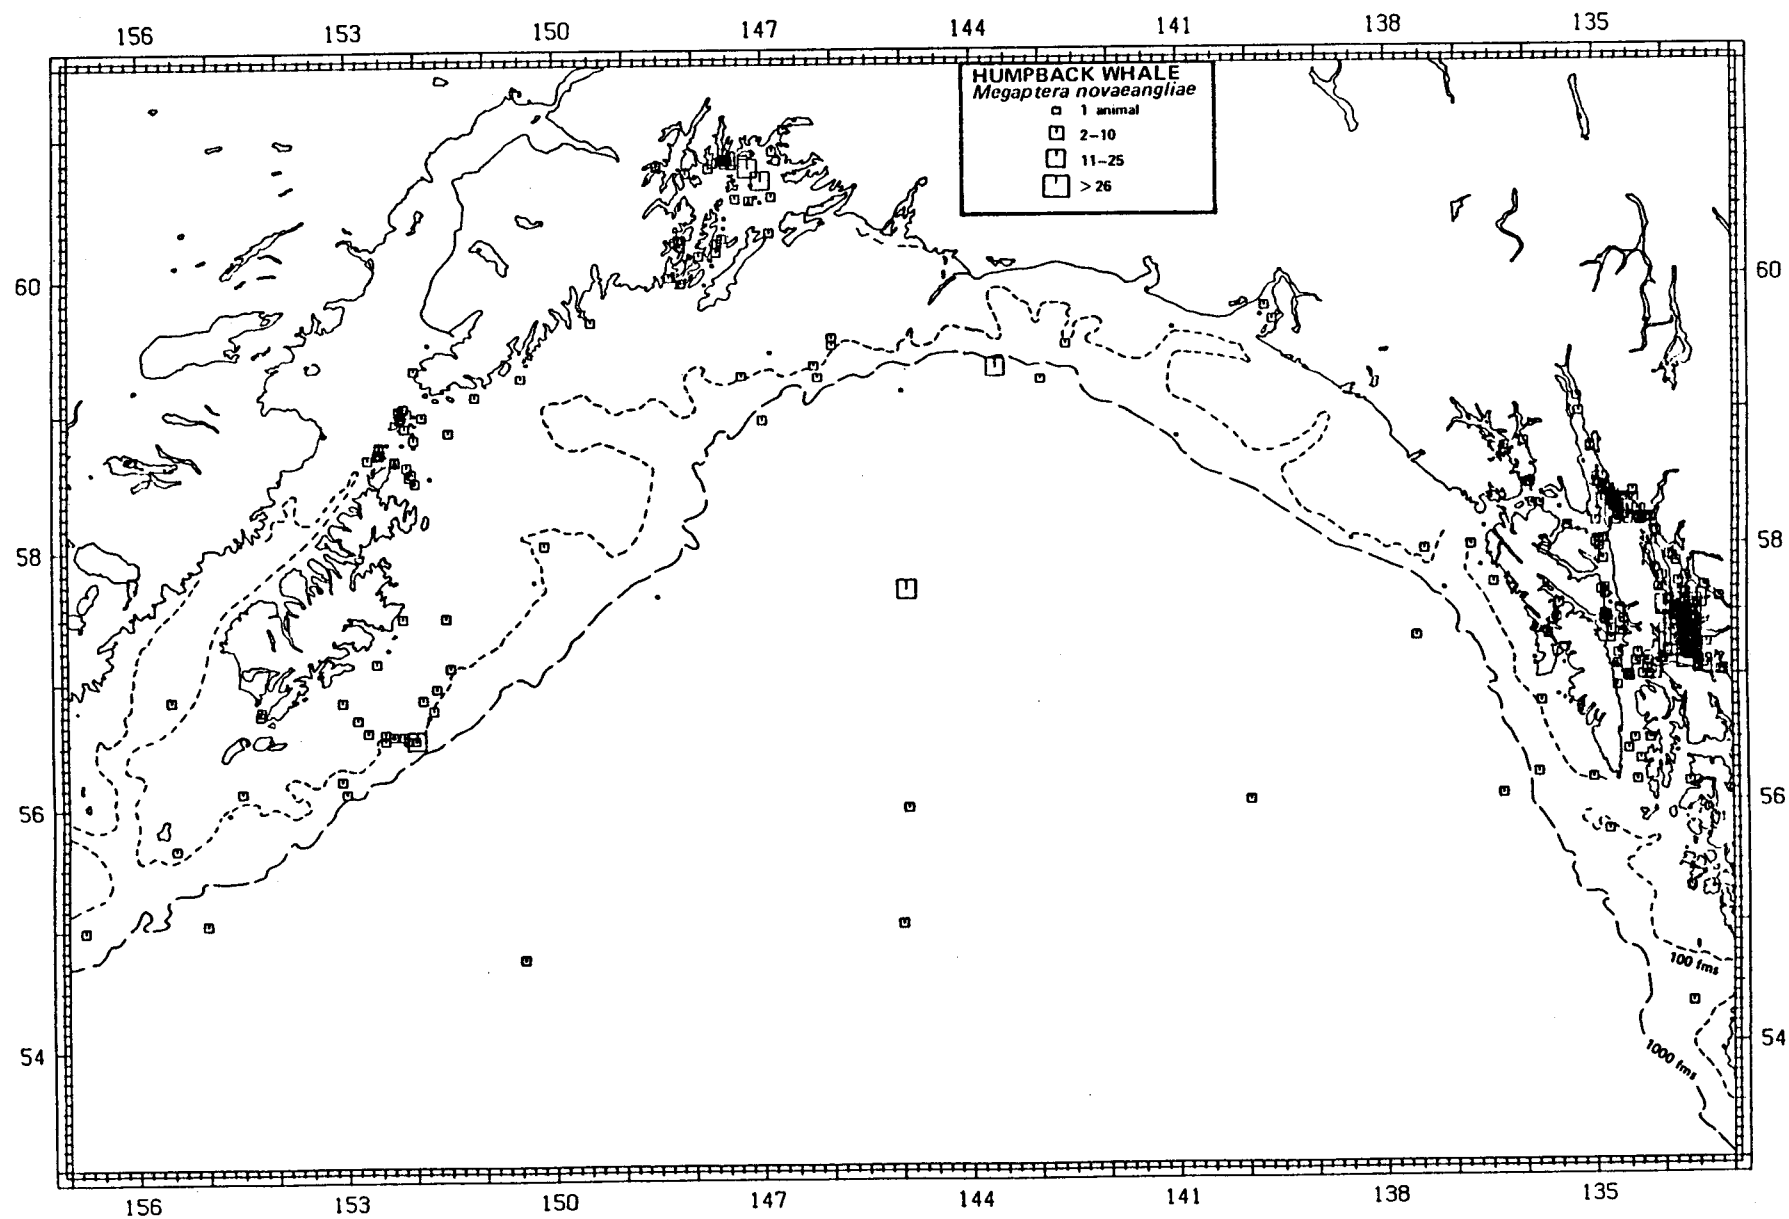 156 153 150 147 144 141 138 135
HUMPBACK WHALE
Megaptera novaeangliae
1 animal
2-10
11-25
> 26
60 60
58 58
56 56
100 fms
54 54
1000 fms
156 153 150 147 144 141 138 135